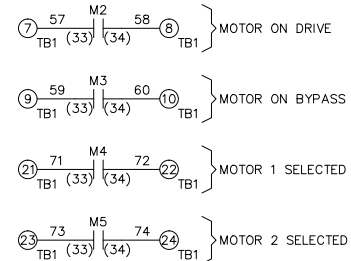 57 M2 58
7 8 MOTOR ON DRIVE
TB1 (33) (34) TB1
59 M3 60
9 10 MOTOR ON BYPASS
TB1 (33) (34) TB1
71 M4 72
21 22 MOTOR 1 SELECTED
TB1 (33) (34) TB1
73 M5 74
23 24 MOTOR 2 SELECTED
TB1 (33) (34) TB1